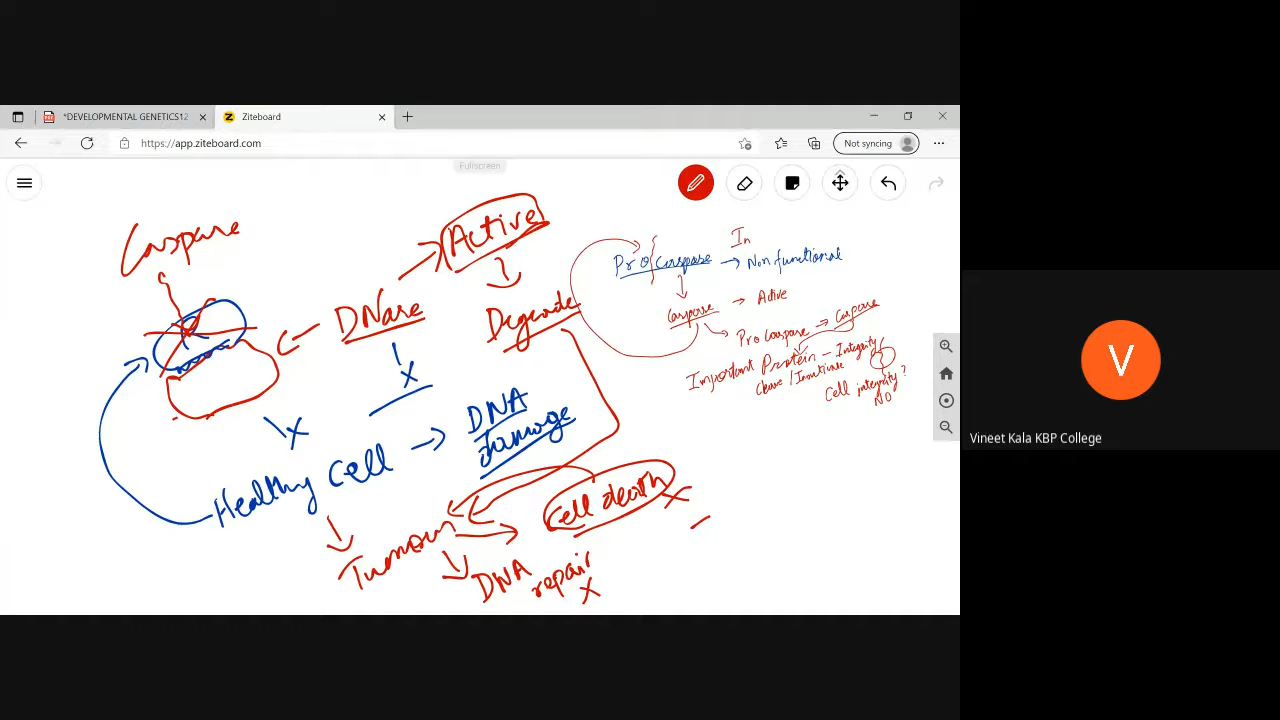 *DEVELOPMENTAL GENETICS12
Ziteboard
https://app.ziteboard.com
Not syncing
Fullscreen
Caspase
Active
DNase
Degrade
In
Pro Caspase → Non functional
Caspase → Active
Pro Caspase → Caspase
Important Protein - Integrity
Cleave /
Cell integrity?
NO
X
DNA
damage
X
Healthy Cell →
Cell death X
Tumour
DNA
repair
X
V
Vineet Kala KBP College